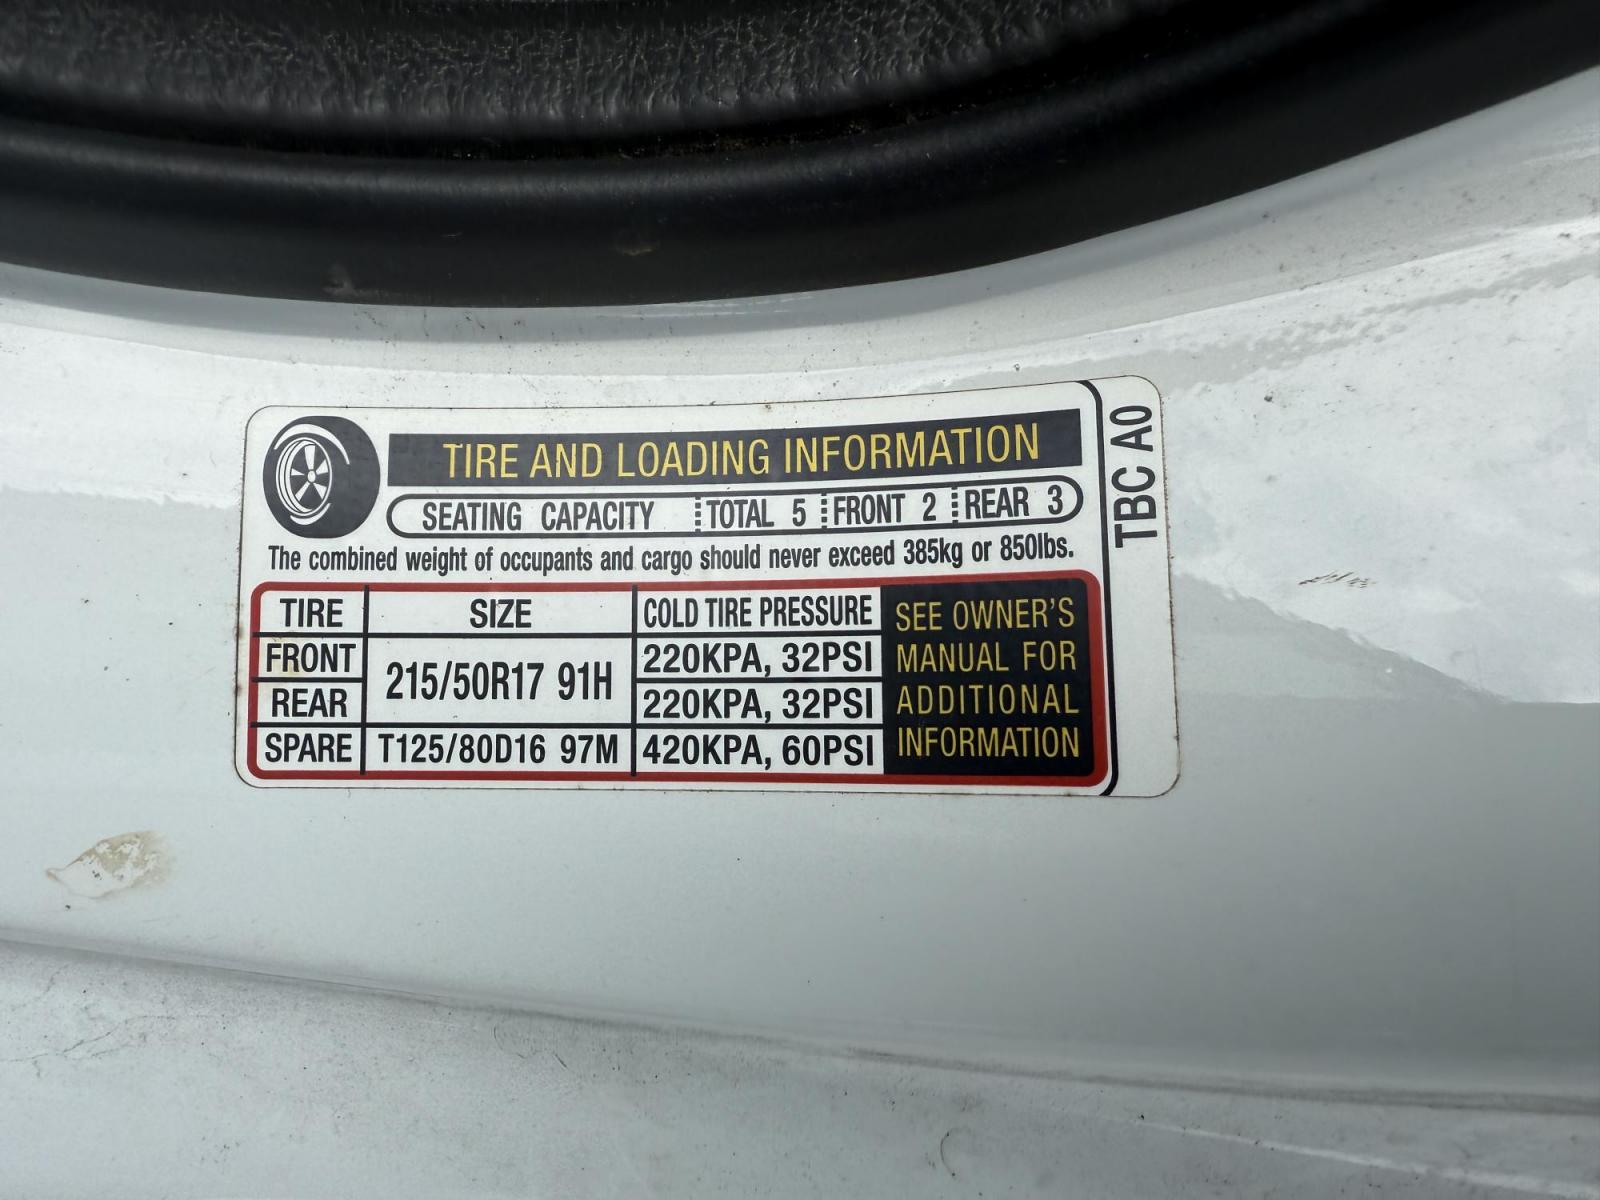 TIRE AND LOADING INFORMATION
SEATING CAPACITY TOTAL 5 FRONT 2 REAR 3
The combined weight of occupants and cargo should never exceed 385kg or 850lbs.
TIRE SIZE COLD TIRE PRESSURE
FRONT 215/50R17 91H 220KPA, 32PSI
REAR 220KPA, 32PSI
SPARE T125/80D16 97M 420KPA, 60PSI
SEE OWNER'S
MANUAL FOR
ADDITIONAL
INFORMATION
TBC A0